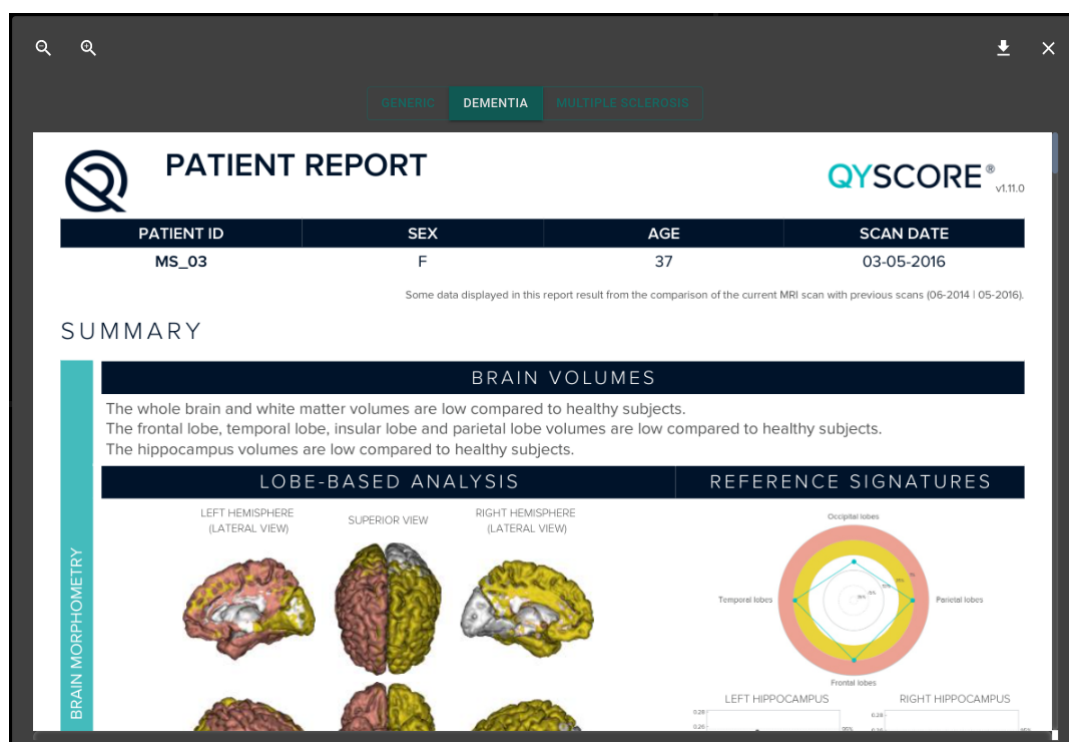 GENERIC DEMENTIA MULTIPLE SCLEROSIS
PATIENT REPORT
QYSCORE® v1.11.0
PATIENT ID SEX AGE SCAN DATE
MS_03 F 37 03-05-2016
Some data displayed in this report result from the comparison of the current MRI scan with previous scans (06-2014 | 05-2016).
SUMMARY
BRAIN MORPHOMETRY
BRAIN VOLUMES
The whole brain and white matter volumes are low compared to healthy subjects.
The frontal lobe, temporal lobe, insular lobe and parietal lobe volumes are low compared to healthy subjects.
The hippocampus volumes are low compared to healthy subjects.
LOBE-BASED ANALYSIS
LEFT HEMISPHERE
(LATERAL VIEW)
SUPERIOR VIEW
RIGHT HEMISPHERE
(LATERAL VIEW)
REFERENCE SIGNATURES
Occipital lobes
Temporal lobes
Parietal lobes
Frontal lobes
LEFT HIPPOCAMPUS
0.28
0.26
RIGHT HIPPOCAMPUS
0.28